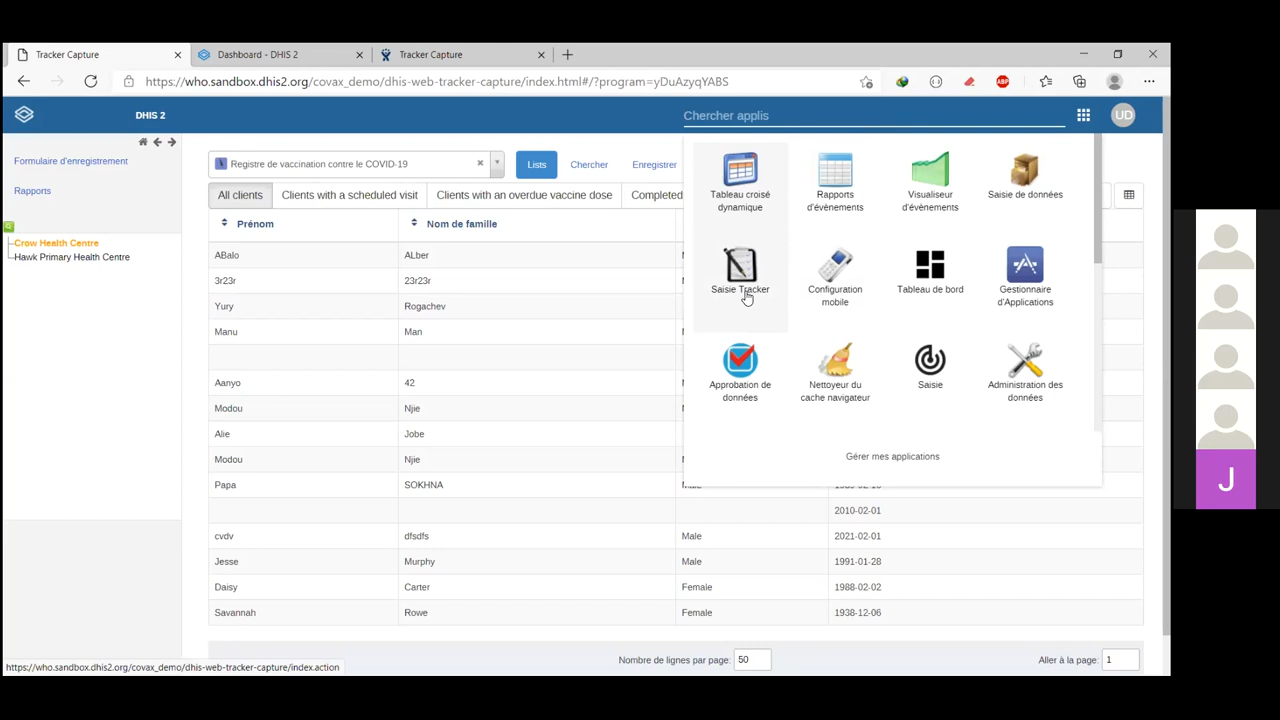 Tracker Capture
Dashboard - DHIS 2
Tracker Capture
https://who.sandbox.dhis2.org/covax_demo/dhis-web-tracker-capture/index.html#/?program=yDuAzyqYABS
ABP
DHIS 2
Chercher applis
UD
Formulaire d'enregistrement
Rapports
Crow Health Centre
Hawk Primary Health Centre
Registre de vaccination contre le COVID-19
Lists
Chercher
Enregistrer
All clients
Clients with a scheduled visit
Clients with an overdue vaccine dose
Completed
Prénom
Nom de famille
ABalo
ALber
3r23r
23r23r
Yury
Rogachev
Manu
Man
Aanyo
42
Modou
Njie
Alie
Jobe
Modou
Njie
Papa
SOKHNA
Male
2010-02-01
cvdv
dfsdfs
Male
2021-02-01
Jesse
Murphy
Male
1991-01-28
Daisy
Carter
Female
1988-02-02
Savannah
Rowe
Female
1938-12-06
Tableau croisé
dynamique
Rapports
d'évènements
Visualiseur
d'évènements
Saisie de données
Saisie Tracker
Configuration
mobile
Tableau de bord
Gestionnaire
d'Applications
Approbation de
données
Nettoyeur du
cache navigateur
Saisie
Administration des
données
Gérer mes applications
Nombre de lignes par page:
50
Aller à la page:
1
https://who.sandbox.dhis2.org/covax_demo/dhis-web-tracker-capture/index.action
J